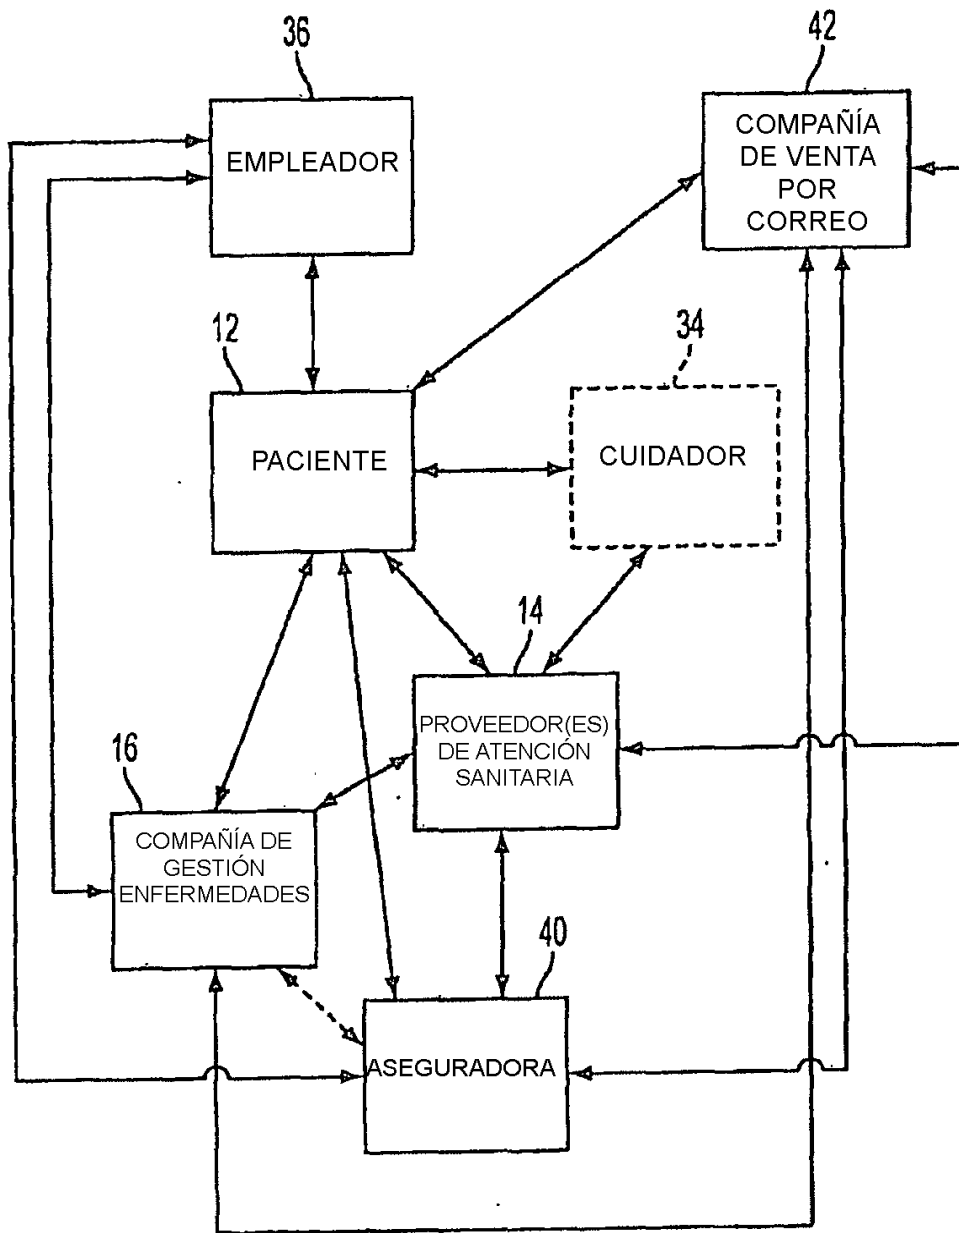 36
EMPLEADOR
42
COMPAÑÍA
DE VENTA
POR
CORREO
12
PACIENTE
34
CUIDADOR
14
PROVEEDOR(ES)
DE ATENCIÓN
SANITARIA
16
COMPAÑÍA DE
GESTIÓN
ENFERMEDADES
40
ASEGURADORA